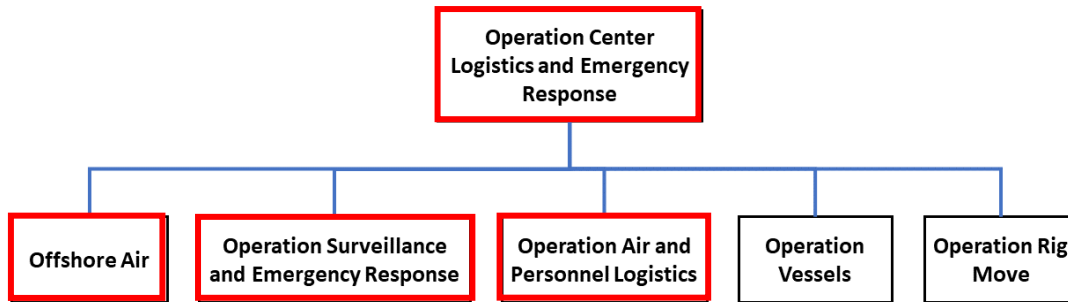 Operation Center
Logistics and Emergency
Response
Offshore Air
Operation Surveillance
and Emergency Response
Operation Air and
Personnel Logistics
Operation
Vessels
Operation Rig
Move